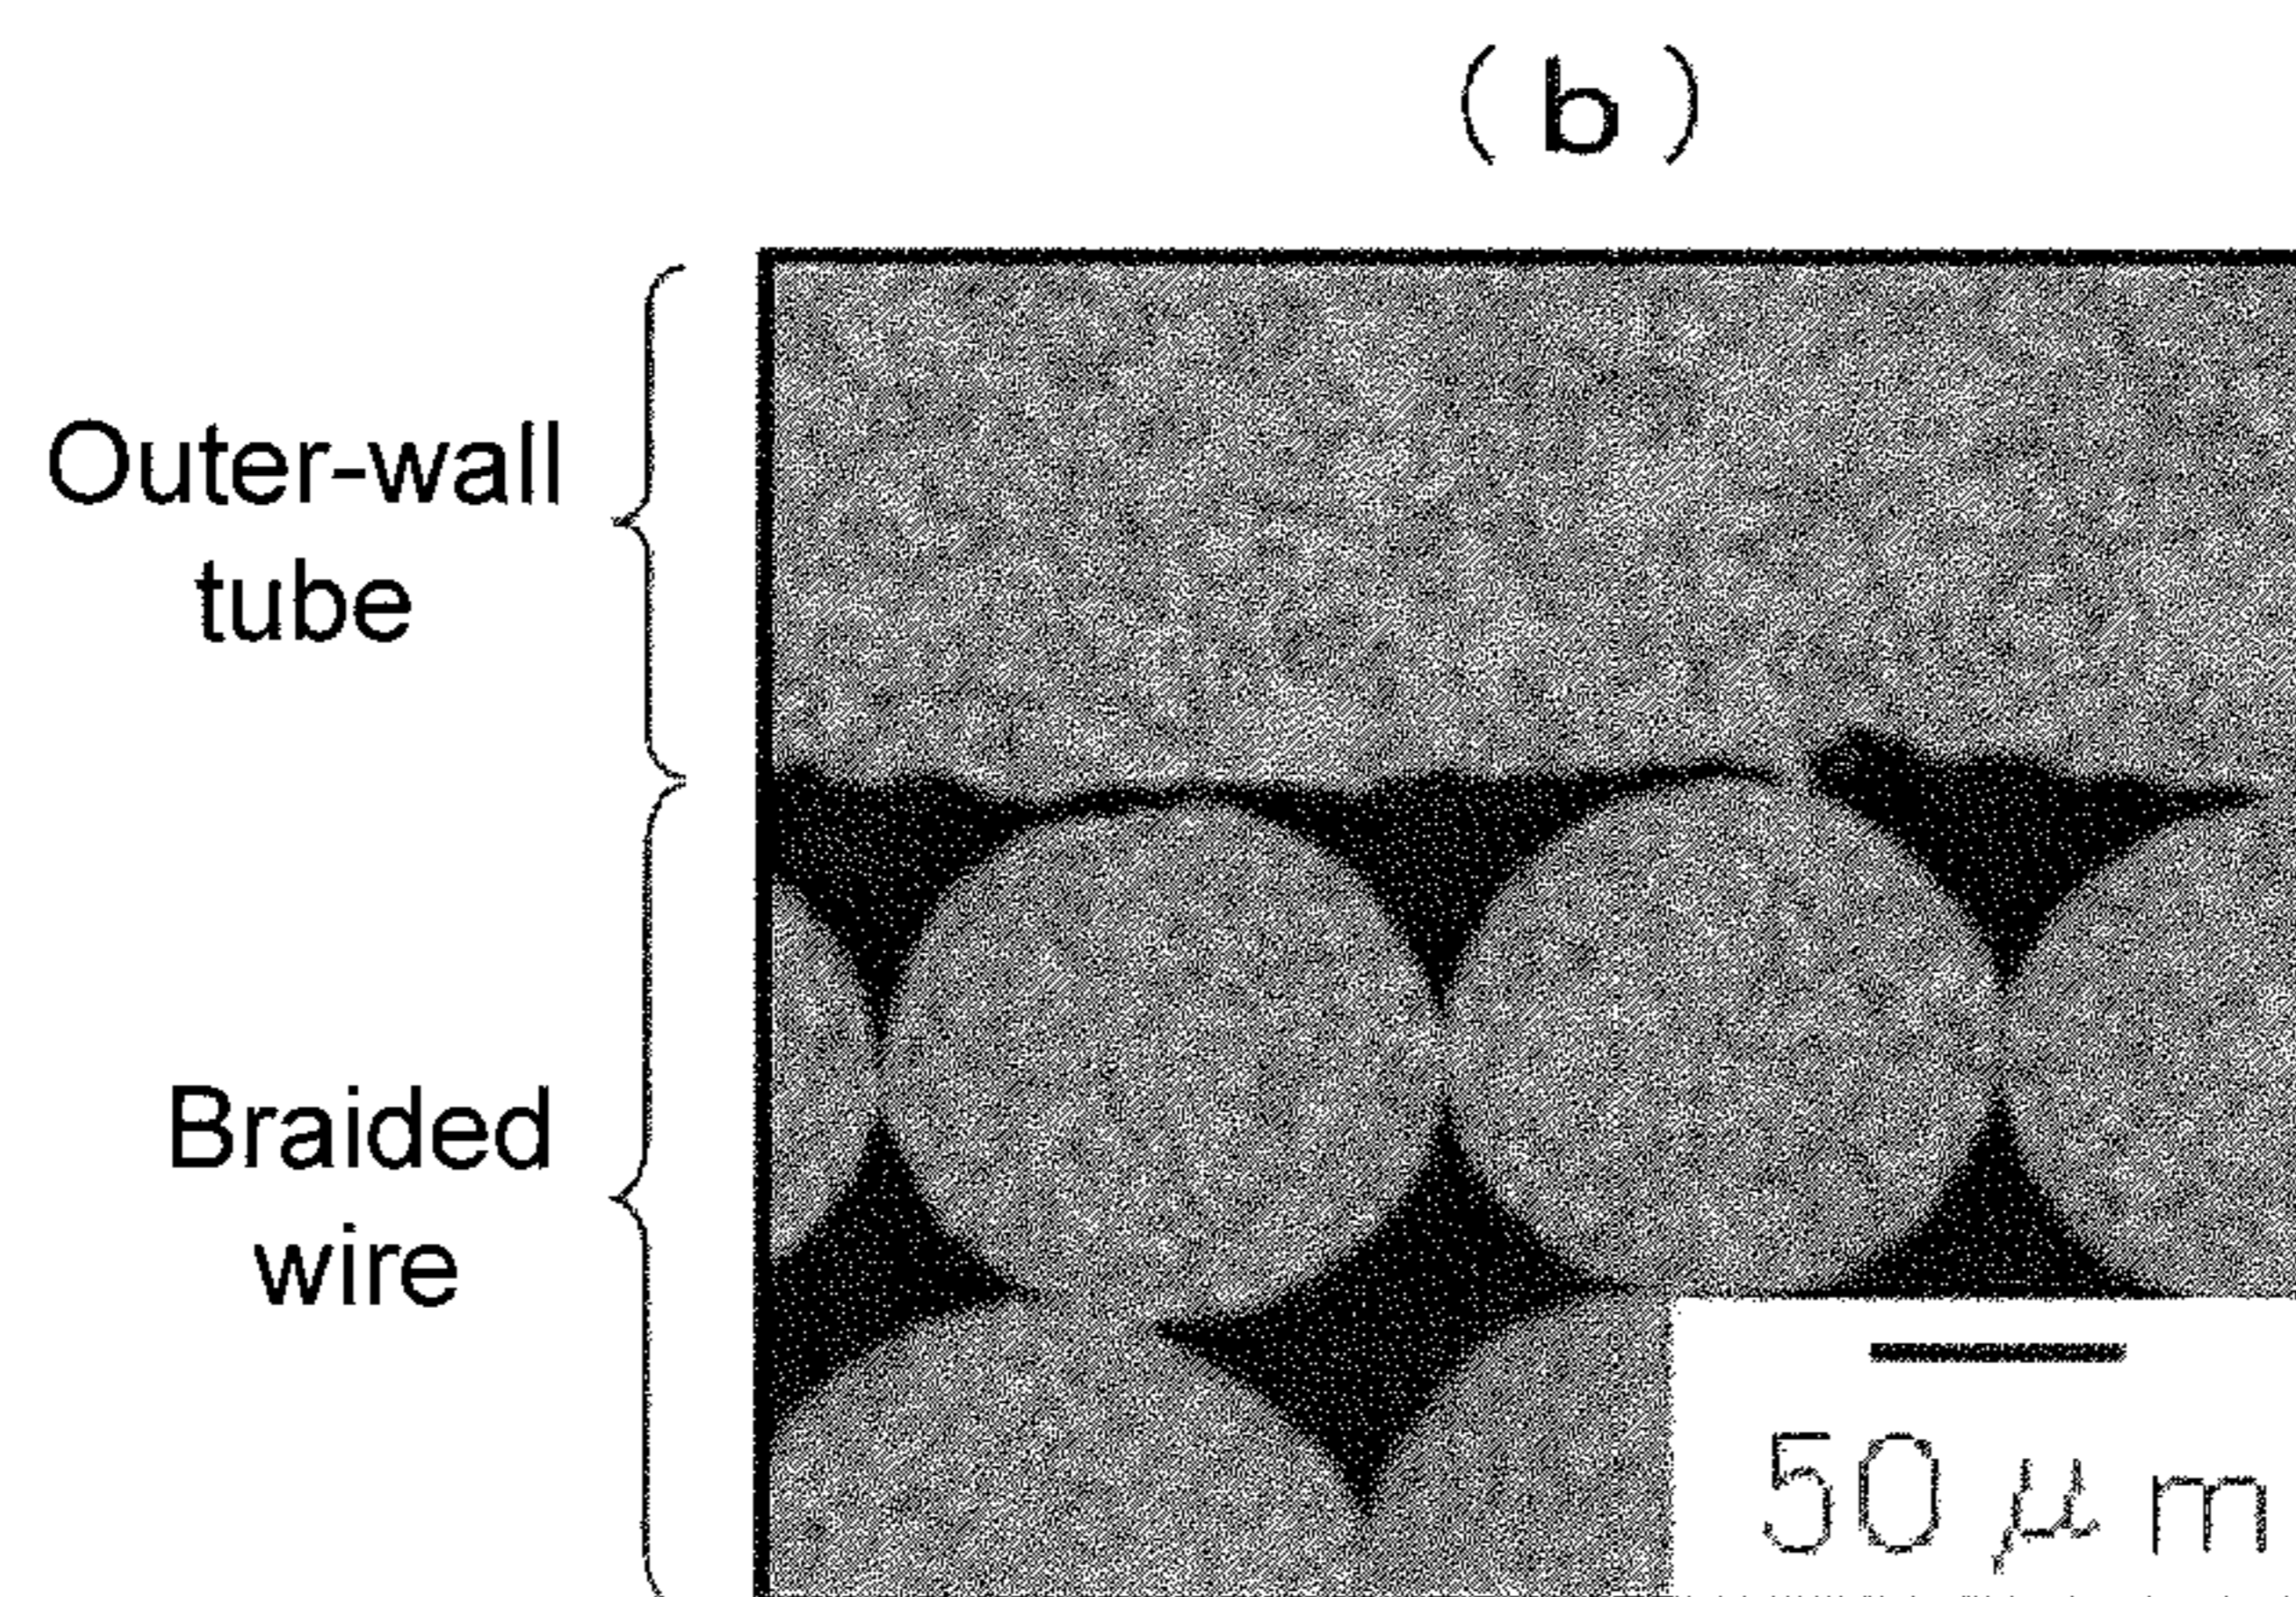 ( b )
Outer-wall
tube
Braided
wire
50 μm